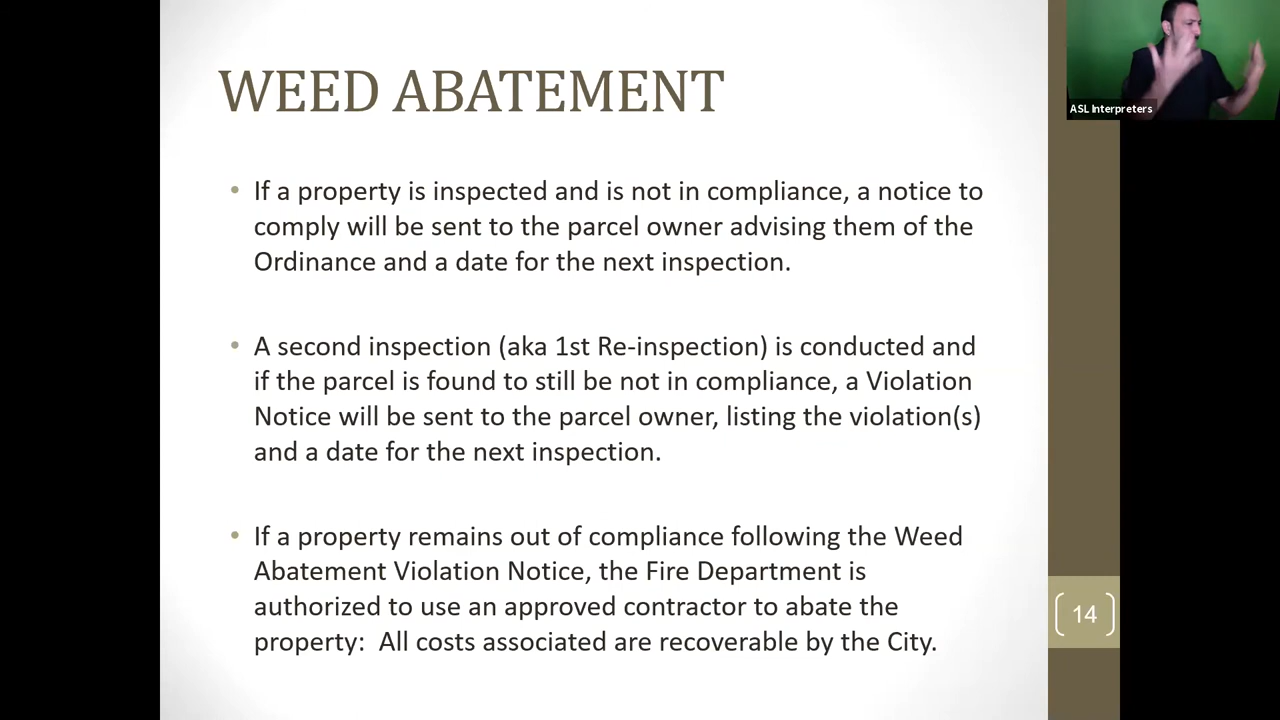 WEED ABATEMENT
ASL Interpreters
• If a property is inspected and is not in compliance, a notice to
comply will be sent to the parcel owner advising them of the
Ordinance and a date for the next inspection.
• A second inspection (aka 1st Re-inspection) is conducted and
if the parcel is found to still be not in compliance, a Violation
Notice will be sent to the parcel owner, listing the violation(s)
and a date for the next inspection.
• If a property remains out of compliance following the Weed
Abatement Violation Notice, the Fire Department is
authorized to use an approved contractor to abate the
property:  All costs associated are recoverable by the City.
14